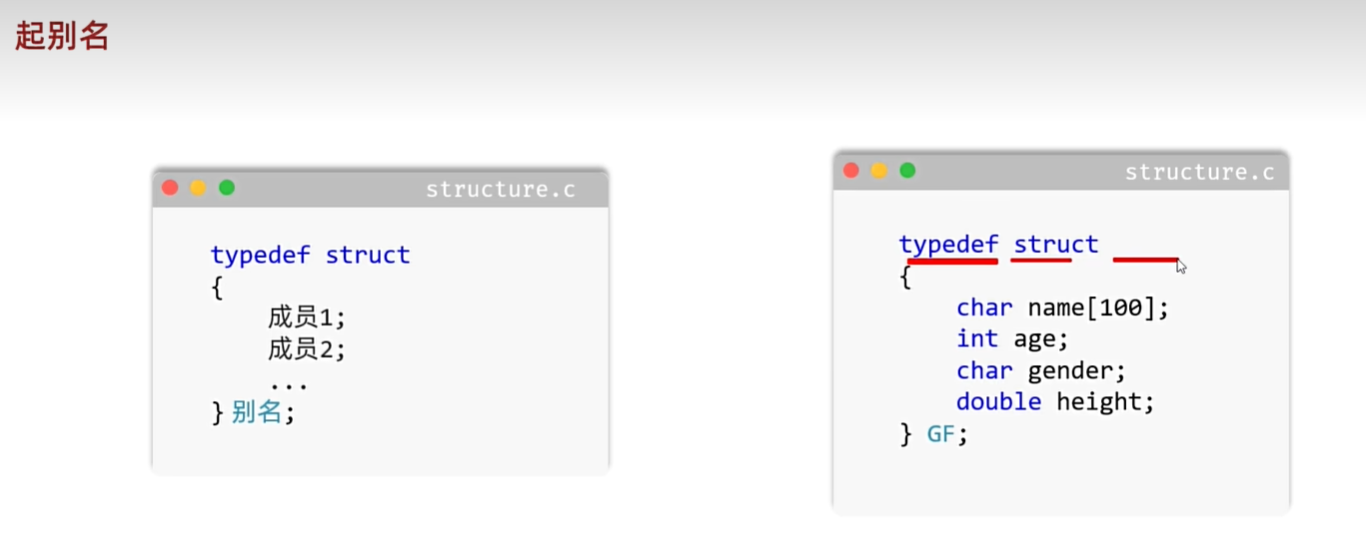 起别名
structure.c
typedef struct
{
成员1;
成员2;
...
} 别名;
structure.c
typedef struct
{
char name[100];
int age;
char gender;
double height;
} GF;